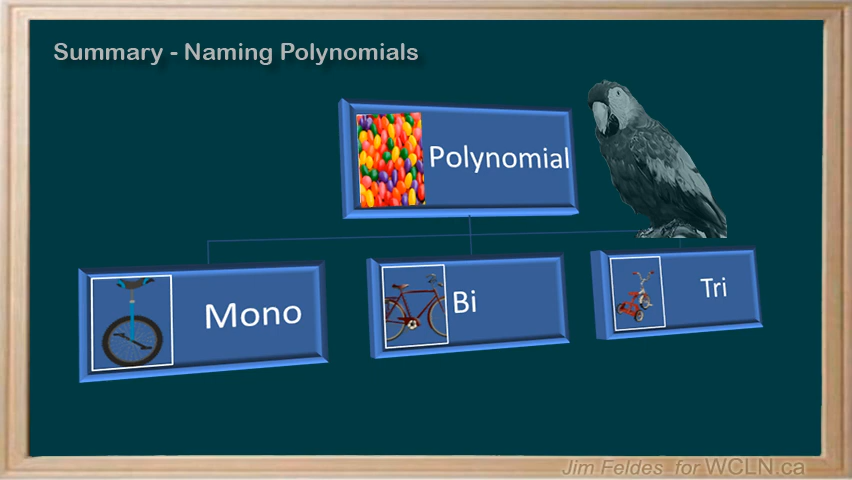 Summary - Naming Polynomials
Polynomial
Mono
Bi
Tri
Jim Feldes for WCLN.ca